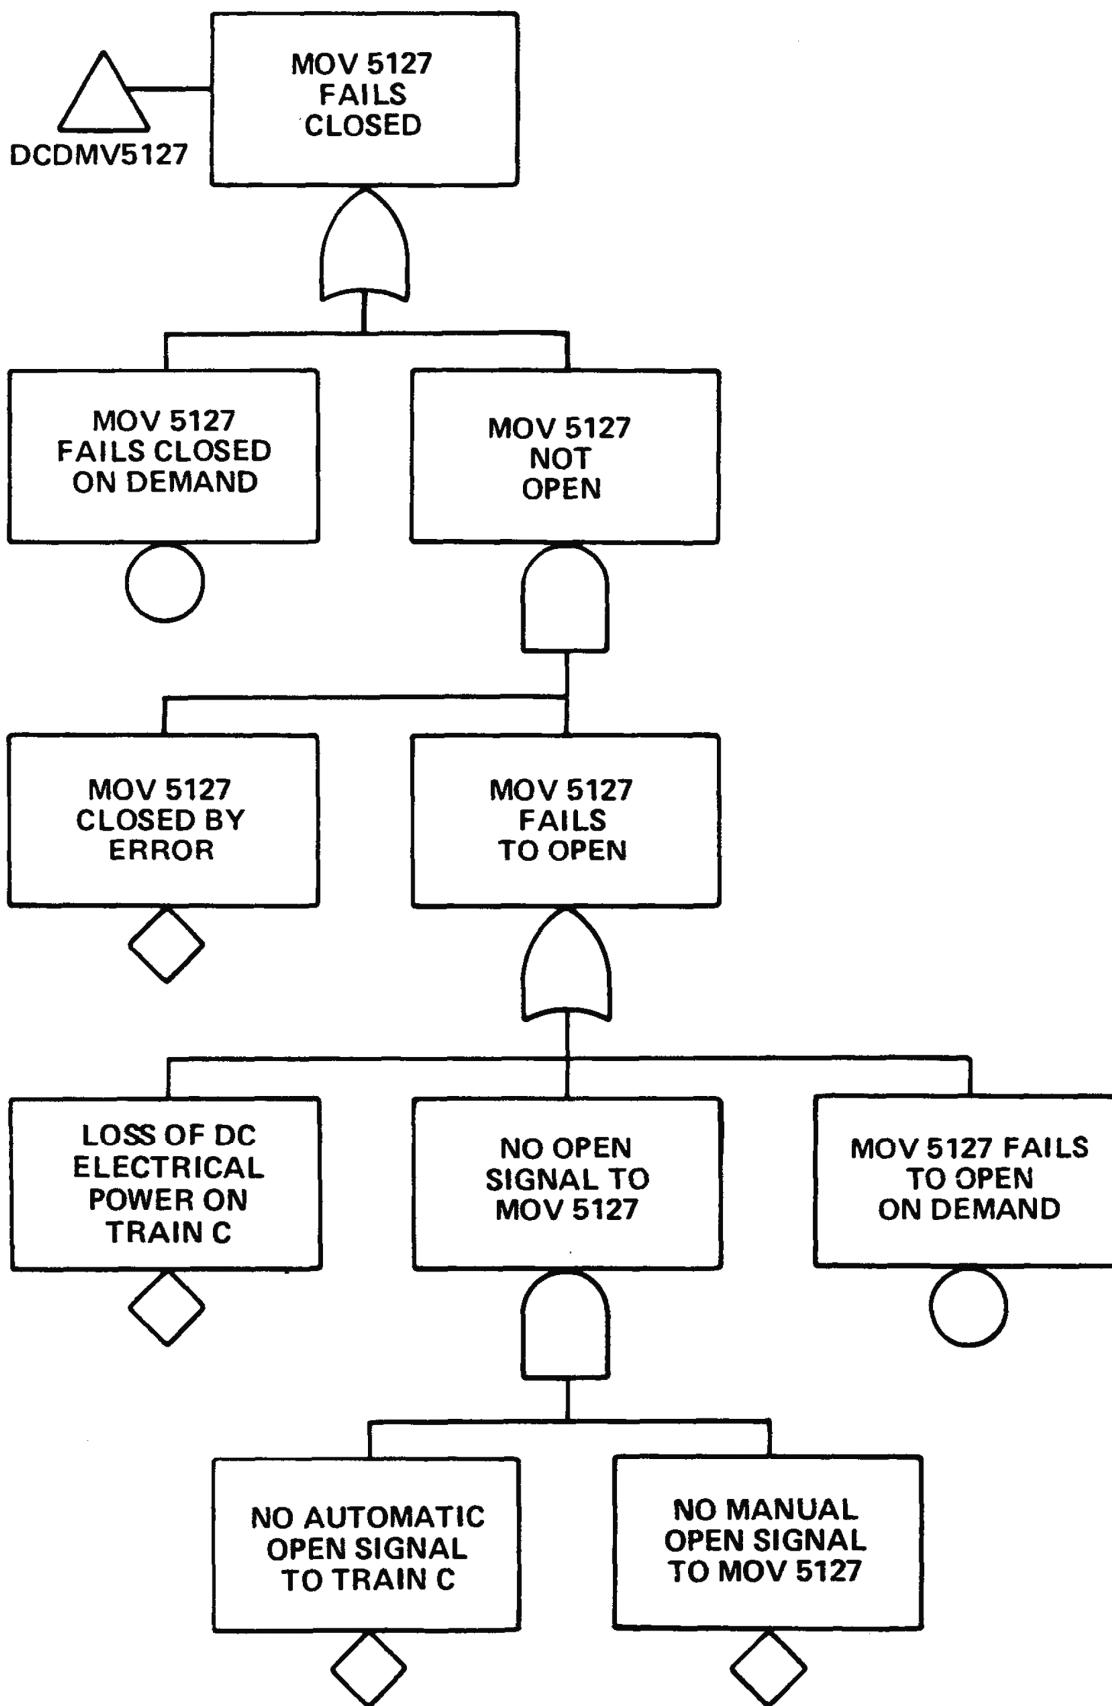 MOV 5127
FAILS
CLOSED
DCDMV5127
MOV 5127
FAILS CLOSED
ON DEMAND
MOV 5127
NOT
OPEN
MOV 5127
CLOSED BY
ERROR
MOV 5127
FAILS
TO OPEN
LOSS OF DC
ELECTRICAL
POWER ON
TRAIN C
NO OPEN
SIGNAL TO
MOV 5127
MOV 5127 FAILS
TO OPEN
ON DEMAND
NO AUTOMATIC
OPEN SIGNAL
TO TRAIN C
NO MANUAL
OPEN SIGNAL
TO MOV 5127